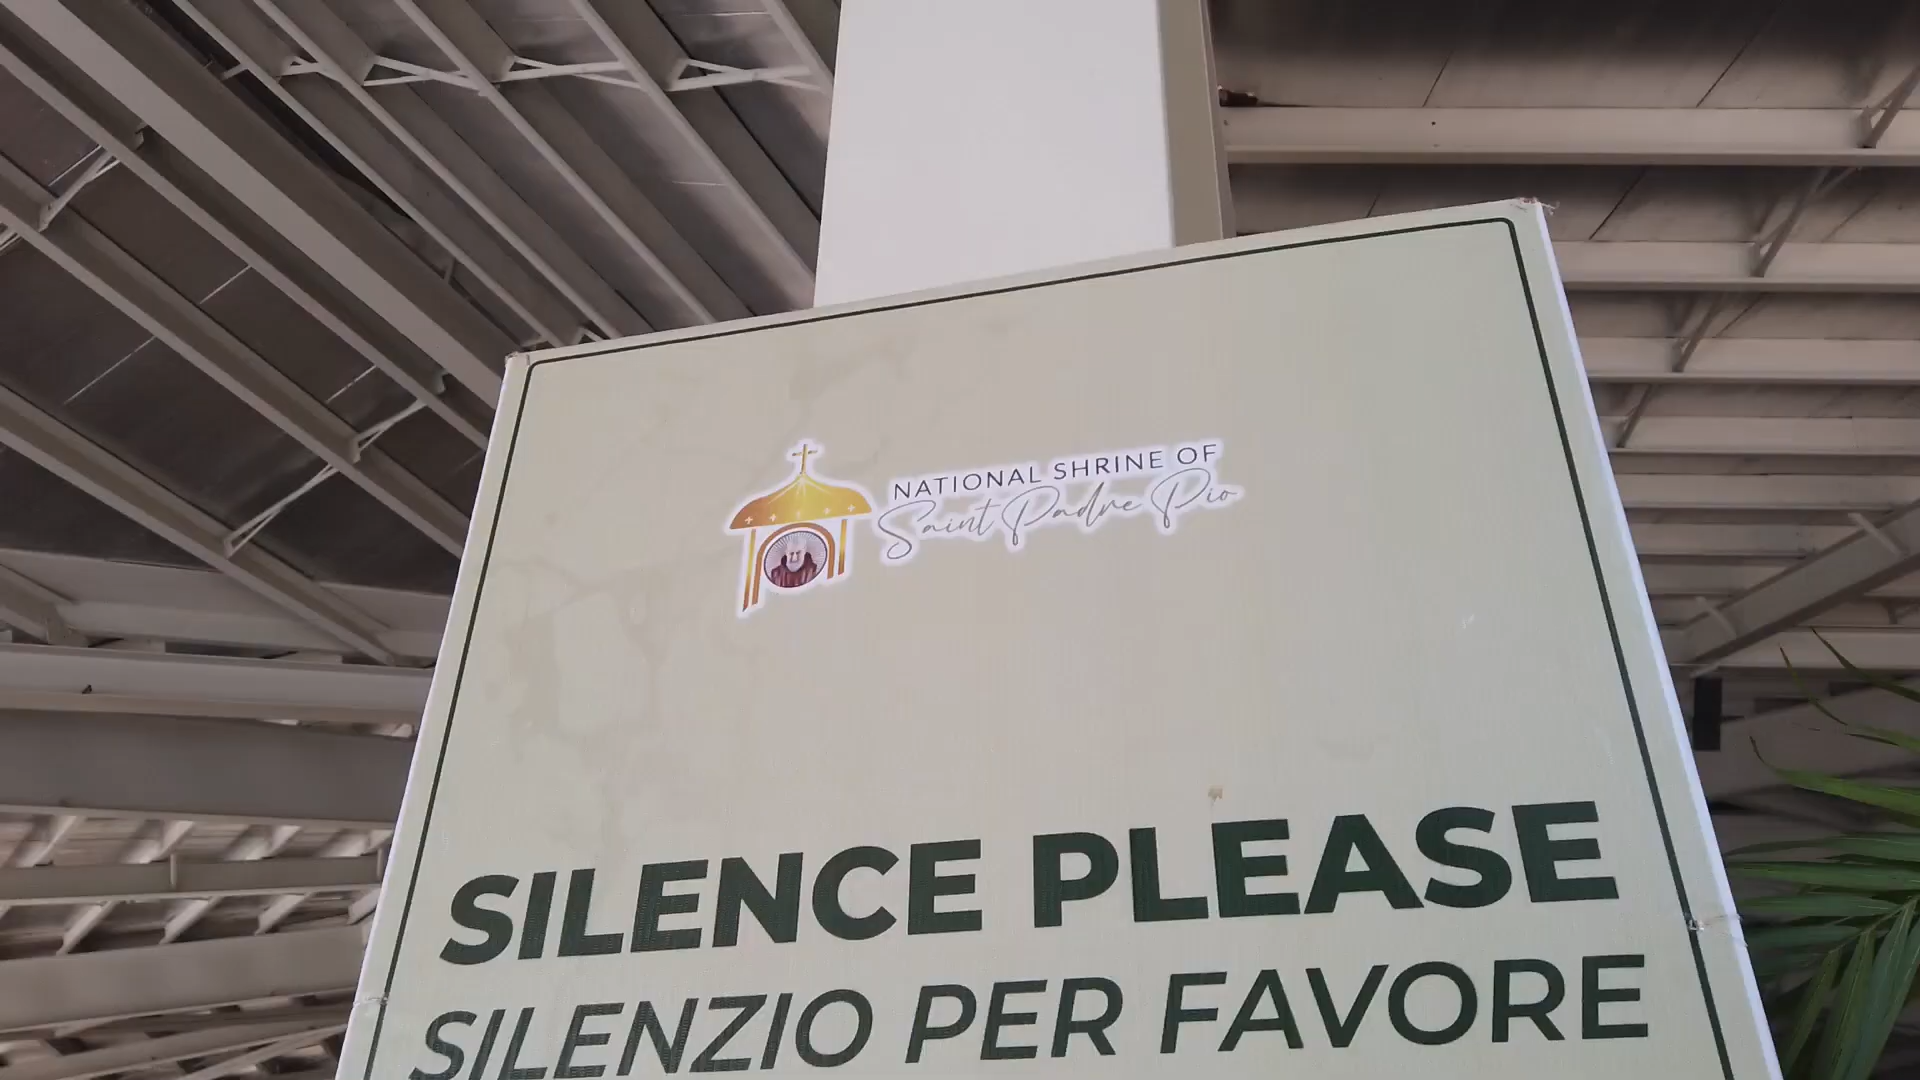 NATIONAL SHRINE OF
Saint Padre Pio
SILENCE PLEASE
SILENZIO PER FAVORE